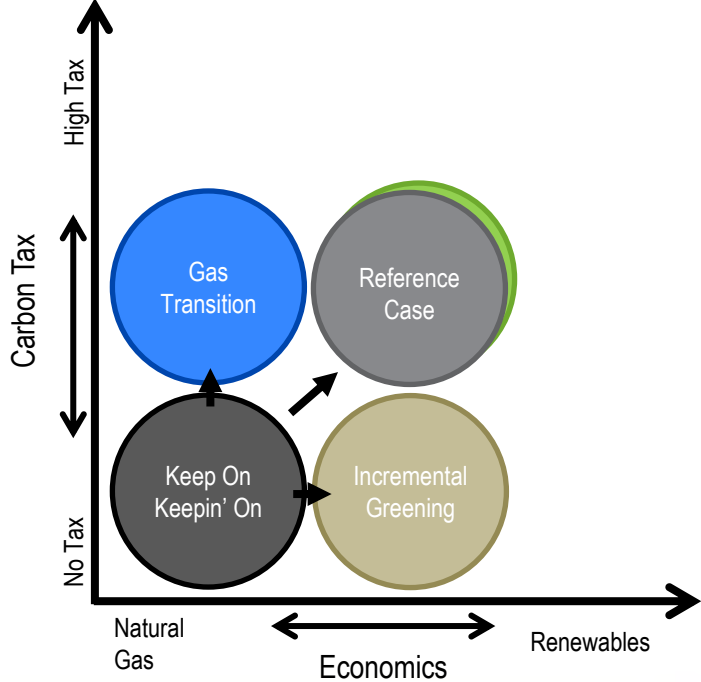 High Tax
Carbon Tax
No Tax
Gas
Transition
Reference
Case
Keep On
Keepin’ On
Incremental
Greening
Natural
Gas
Economics
Renewables